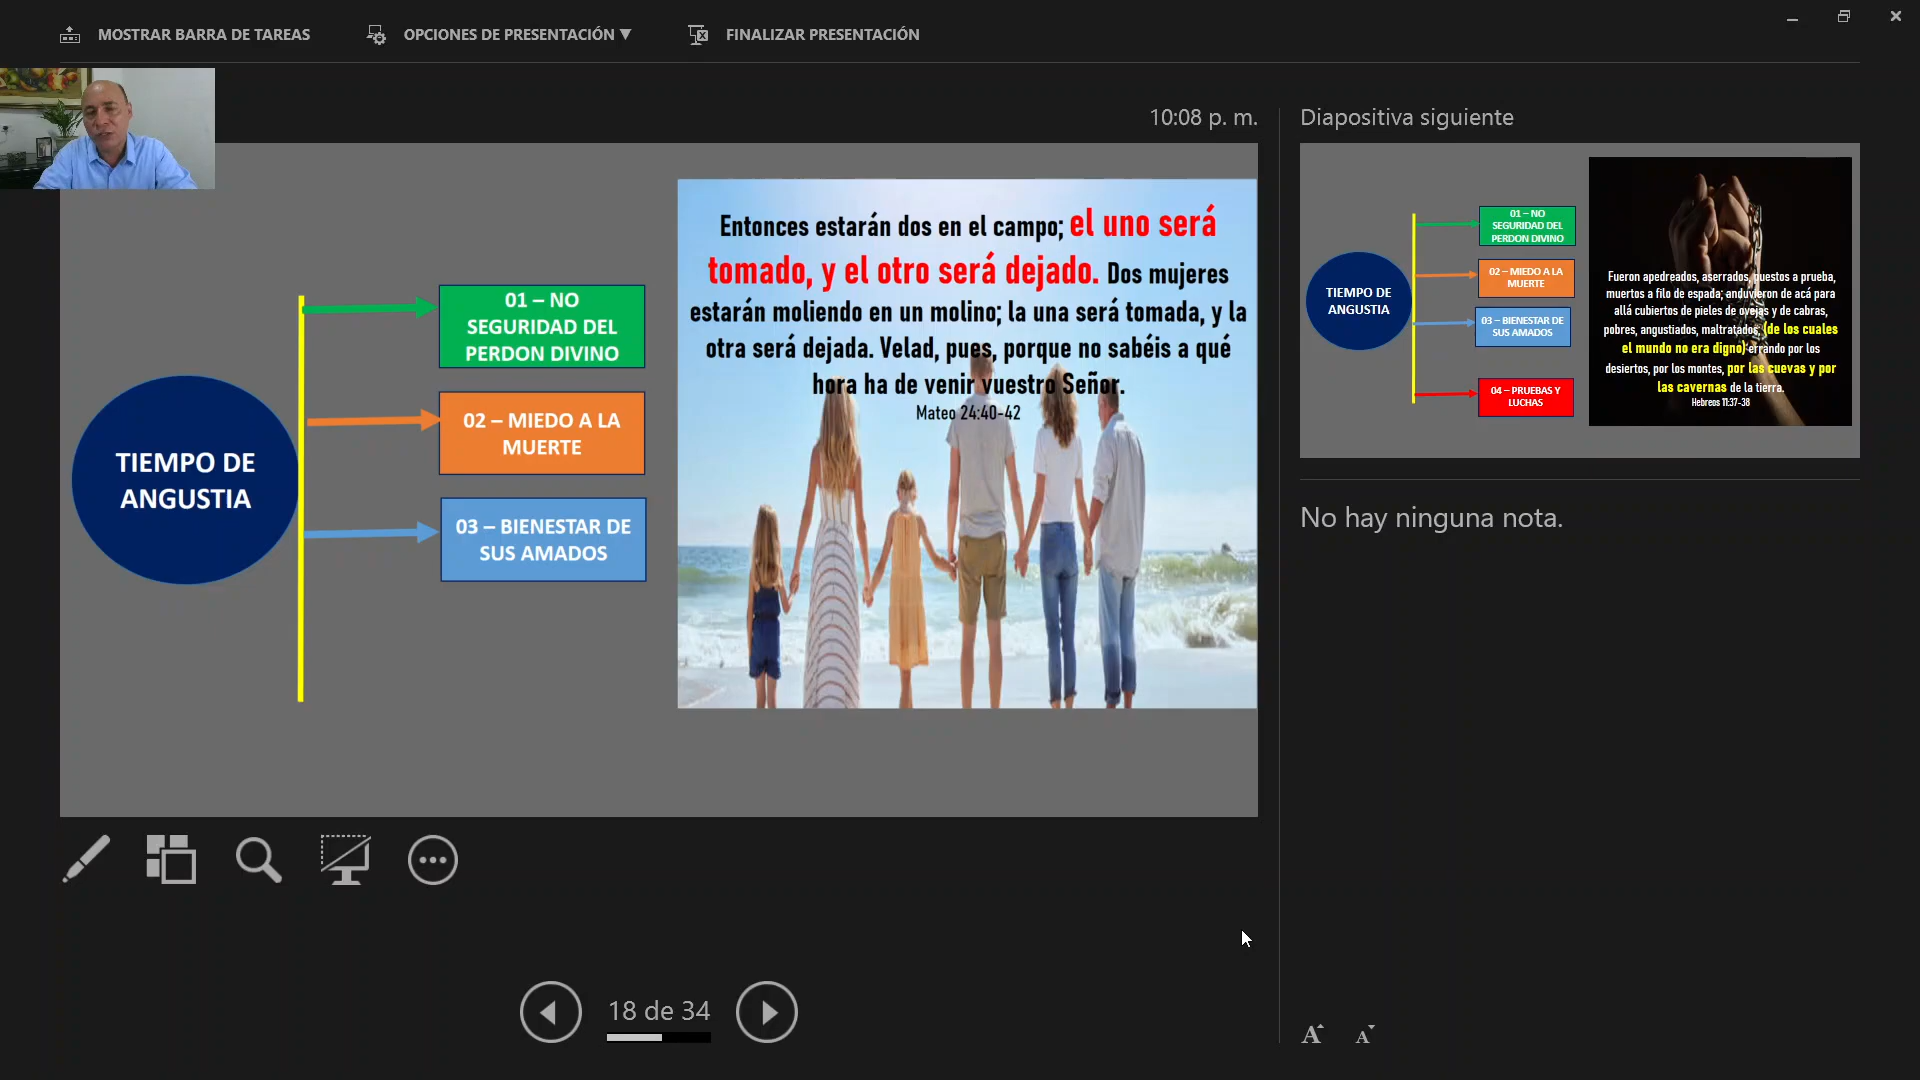 MOSTRAR BARRA DE TAREAS
OPCIONES DE PRESENTACIÓN ▼
FINALIZAR PRESENTACIÓN
10:08 p. m.
TIEMPO DE
ANGUSTIA
01 – NO
SEGURIDAD DEL
PERDON DIVINO
02 – MIEDO A LA
MUERTE
03 – BIENESTAR DE
SUS AMADOS
Entonces estarán dos en el campo; el uno será
tomado, y el otro será dejado. Dos mujeres
estarán moliendo en un molino; la una será tomada, y la
otra será dejada. Velad, pues, porque no sabéis a qué
hora ha de venir vuestro Señor.
Mateo 24:40-42
18 de 34
Diapositiva siguiente
TIEMPO DE
ANGUSTIA
01 – NO
SEGURIDAD DEL
PERDON DIVINO
02 – MIEDO A LA
MUERTE
03 – BIENESTAR DE
SUS AMADOS
04 – PRUEBAS Y
LUCHAS
Fueron apedreados, aserrados, puestos a prueba,
muertos a filo de espada; anduvieron de acá para
allá cubiertos de pieles de ovejas y de cabras,
pobres, angustiados, maltratados; (de los cuales
el mundo no era digno) errando por los
desiertos, por los montes, por las cuevas y por
las cavernas de la tierra.
Hebreos 11:37-38
No hay ninguna nota.
A A